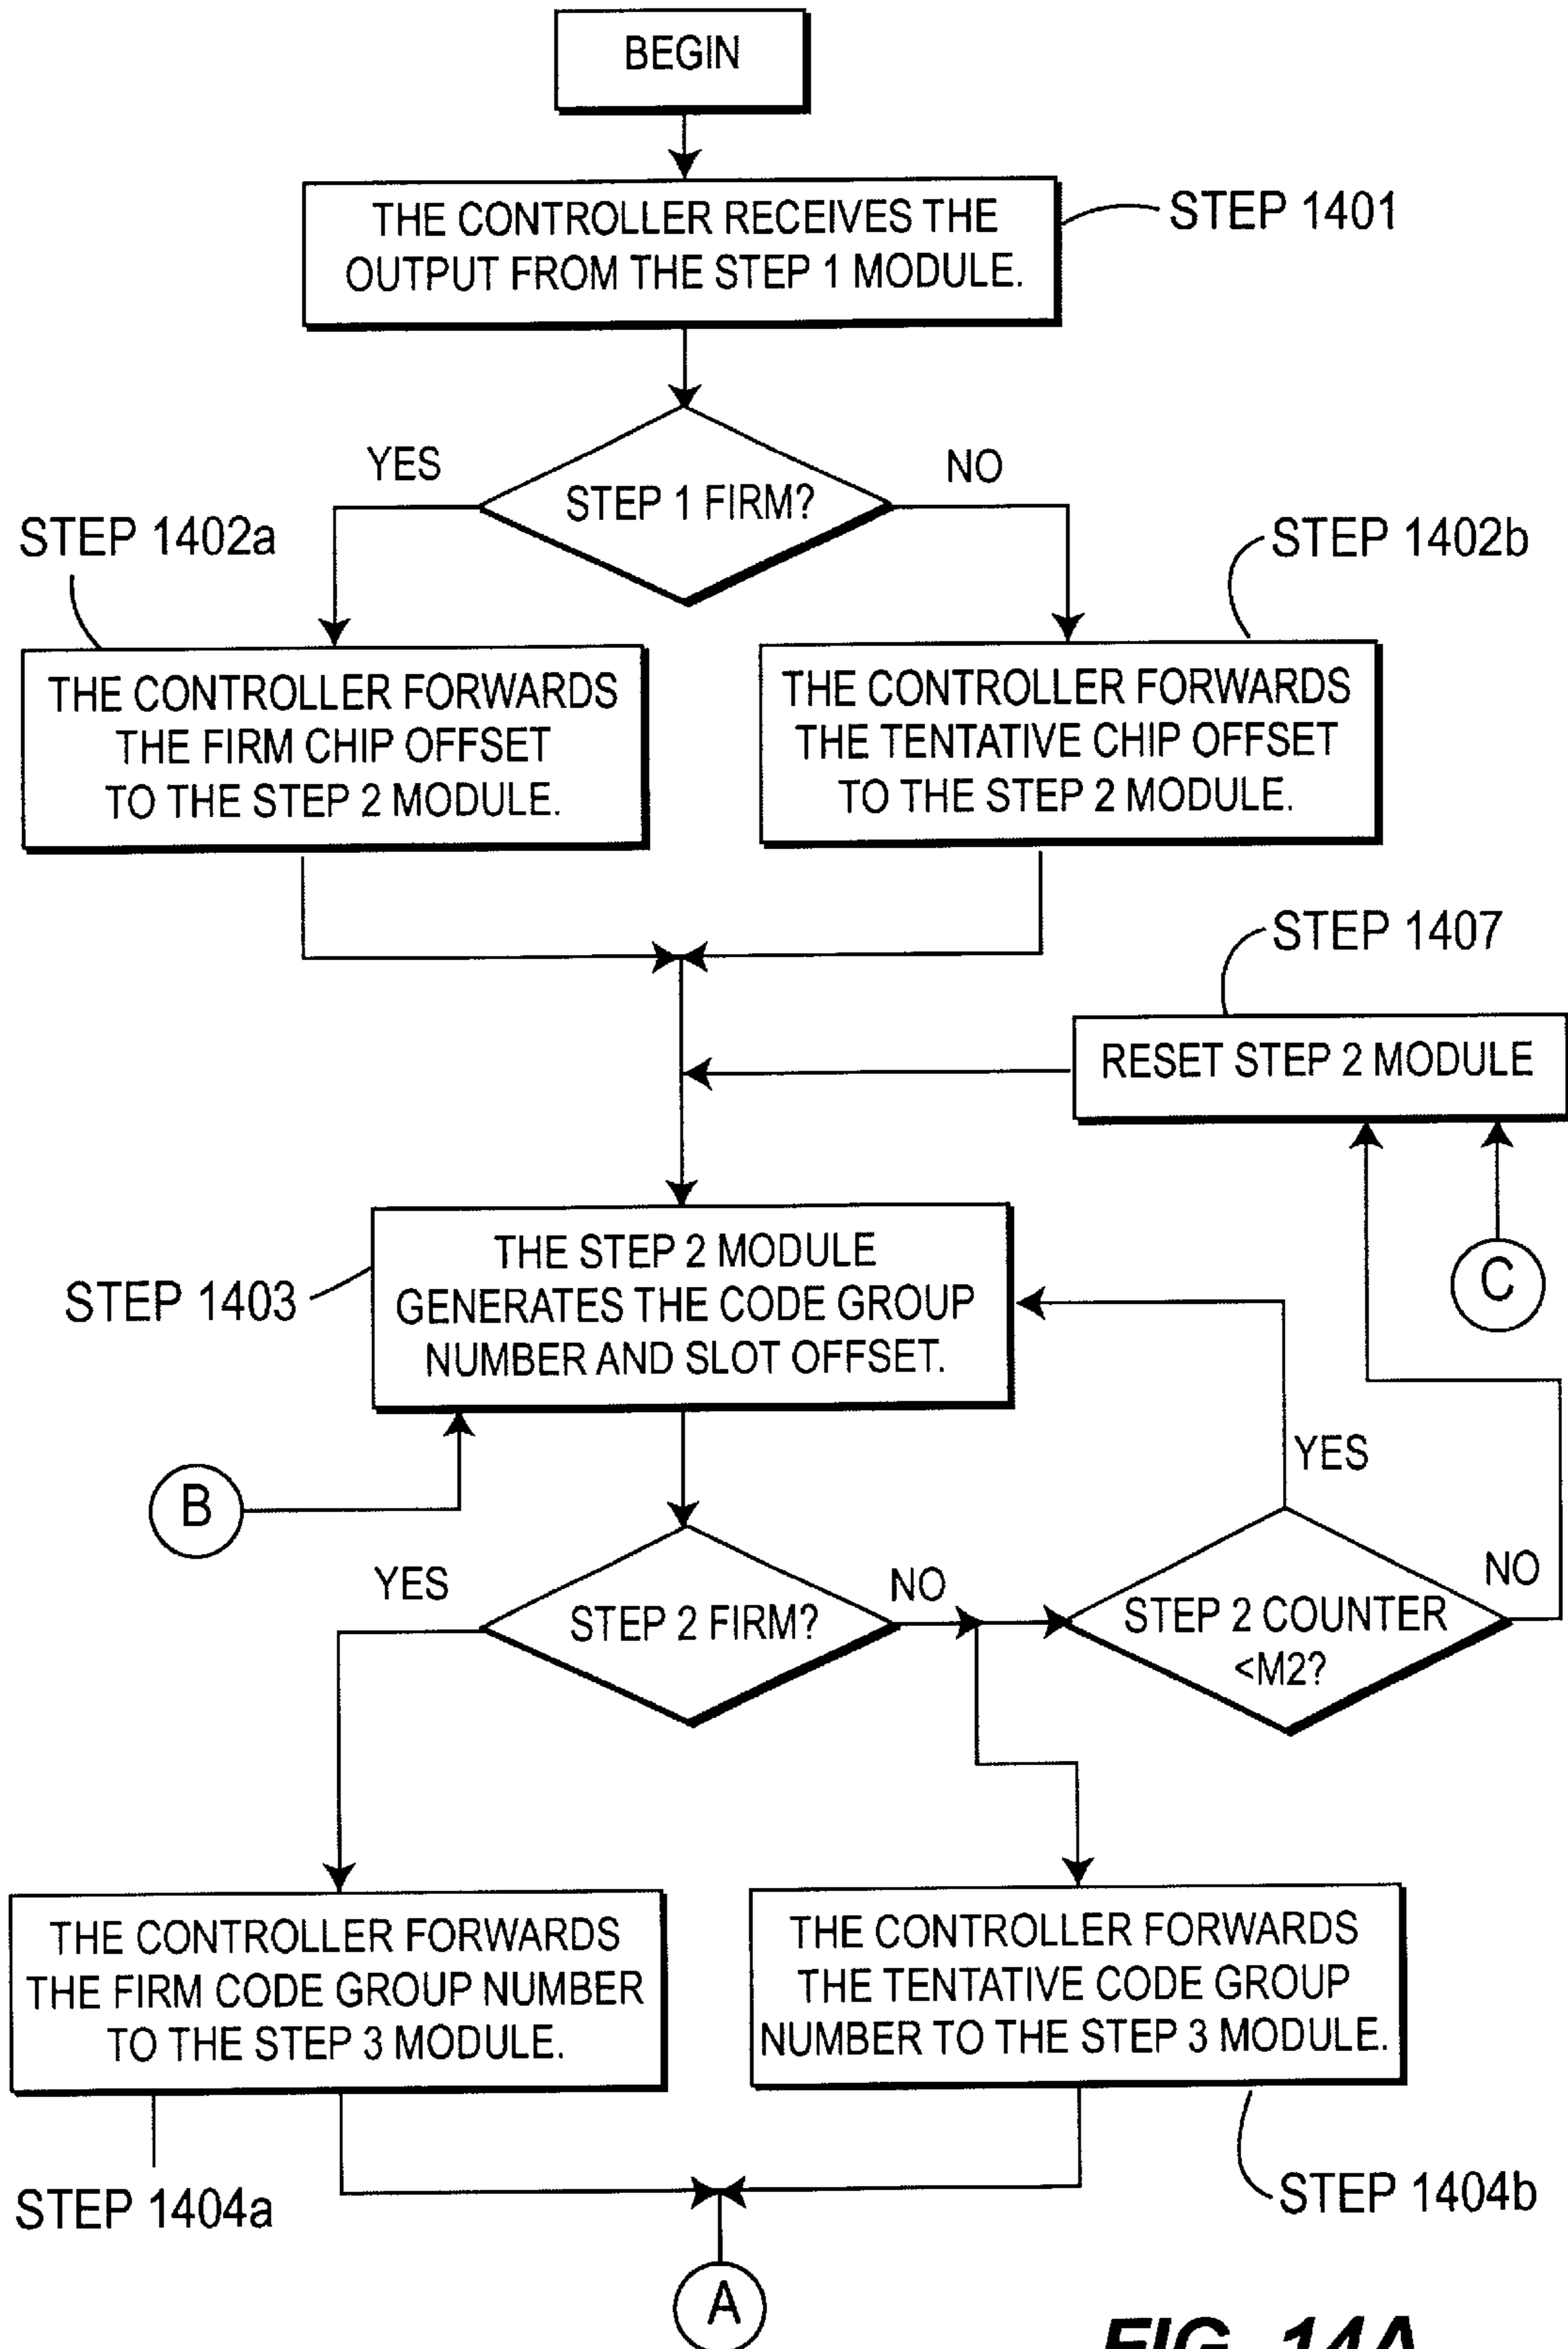 BEGIN
THE CONTROLLER RECEIVES THE
OUTPUT FROM THE STEP 1 MODULE.
STEP 1401
YES
NO
STEP 1 FIRM?
STEP 1402a
STEP 1402b
THE CONTROLLER FORWARDS
THE FIRM CHIP OFFSET
TO THE STEP 2 MODULE.
THE CONTROLLER FORWARDS
THE TENTATIVE CHIP OFFSET
TO THE STEP 2 MODULE.
STEP 1407
RESET STEP 2 MODULE
C
STEP 1403
THE STEP 2 MODULE
GENERATES THE CODE GROUP
NUMBER AND SLOT OFFSET.
B
YES
YES
NO
NO
STEP 2 FIRM?
STEP 2 COUNTER
<M2?
THE CONTROLLER FORWARDS
THE FIRM CODE GROUP NUMBER
TO THE STEP 3 MODULE.
THE CONTROLLER FORWARDS
THE TENTATIVE CODE GROUP
NUMBER TO THE STEP 3 MODULE.
STEP 1404a
STEP 1404b
A
FIG. 14A